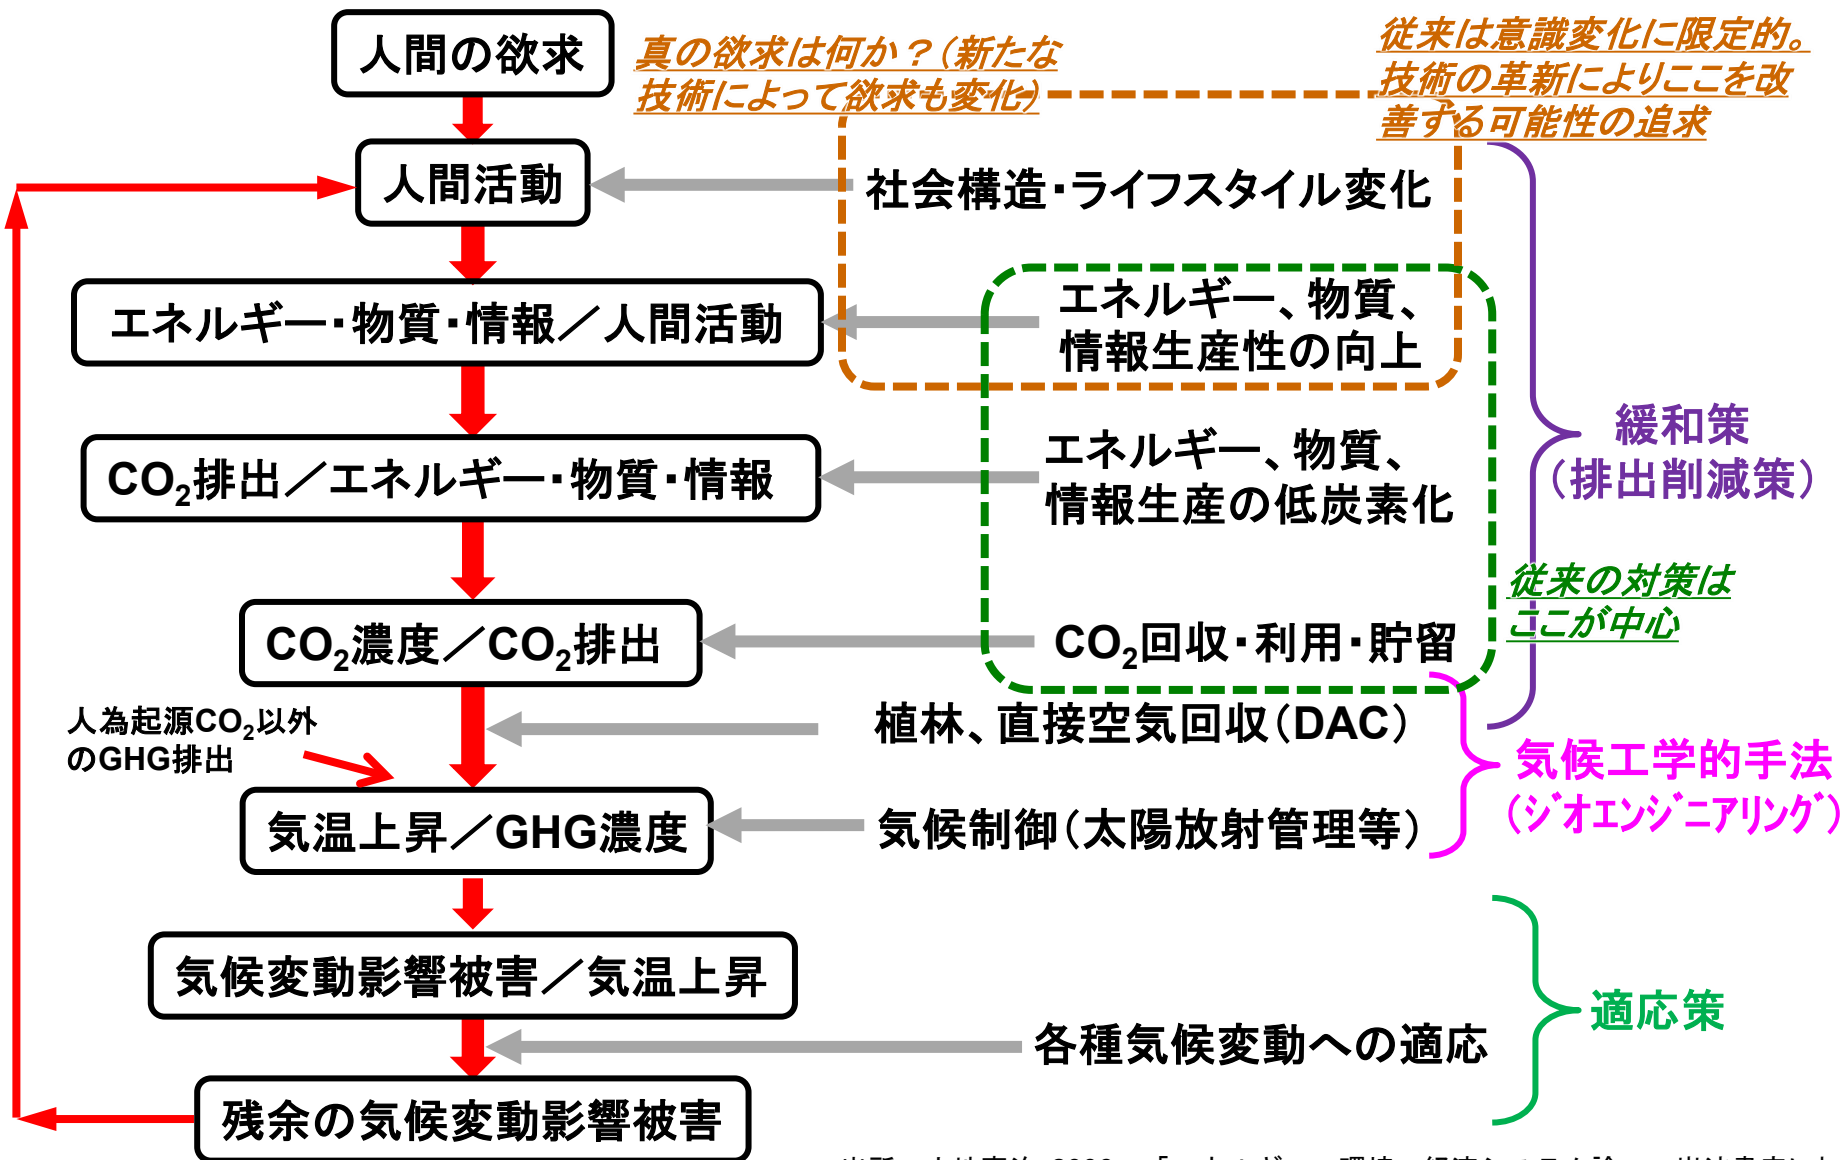 人間の欲求
真の欲求は何か？（新たな
技術によって欲求も変化）
従来は意識変化に限定的。
技術の革新によりここを改
善する可能性の追求
人間活動
社会構造・ライフスタイル変化
エネルギー・物質・情報／人間活動
エネルギー、物質、
情報生産性の向上
緩和策
（排出削減策）
CO2排出／エネルギー・物質・情報
エネルギー、物質、
情報生産の低炭素化
従来の対策は
ここが中心
CO2濃度／CO2排出
CO2回収・利用・貯留
人為起源CO2以外
のGHG排出
植林、直接空気回収（DAC）
気候工学的手法
（ｼﾞｵエンｼﾞニアリング）
気温上昇／GHG濃度
気候制御（太陽放射管理等）
気候変動影響被害／気温上昇
適応策
各種気候変動への適応
残余の気候変動影響被害